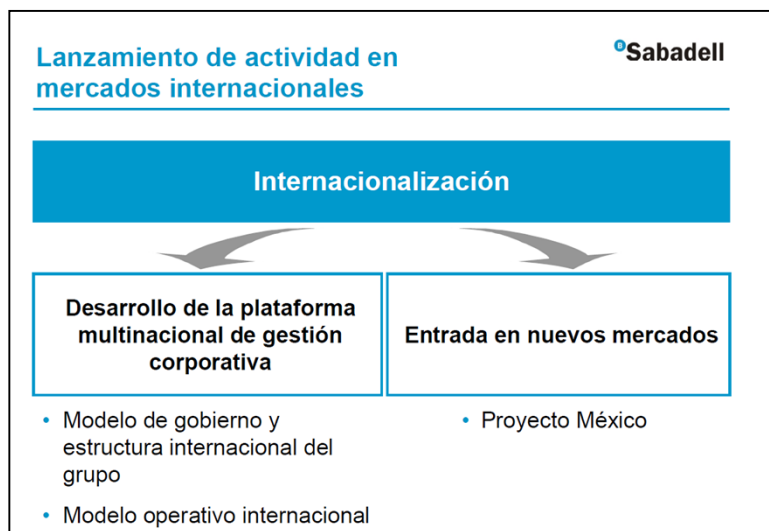 Lanzamiento de actividad en
mercados internacionales
BSabadell
Internacionalización
Desarrollo de la plataforma
multinacional de gestión
corporativa
Entrada en nuevos mercados
• Modelo de gobierno y
estructura internacional del
grupo
• Modelo operativo internacional
• Proyecto México